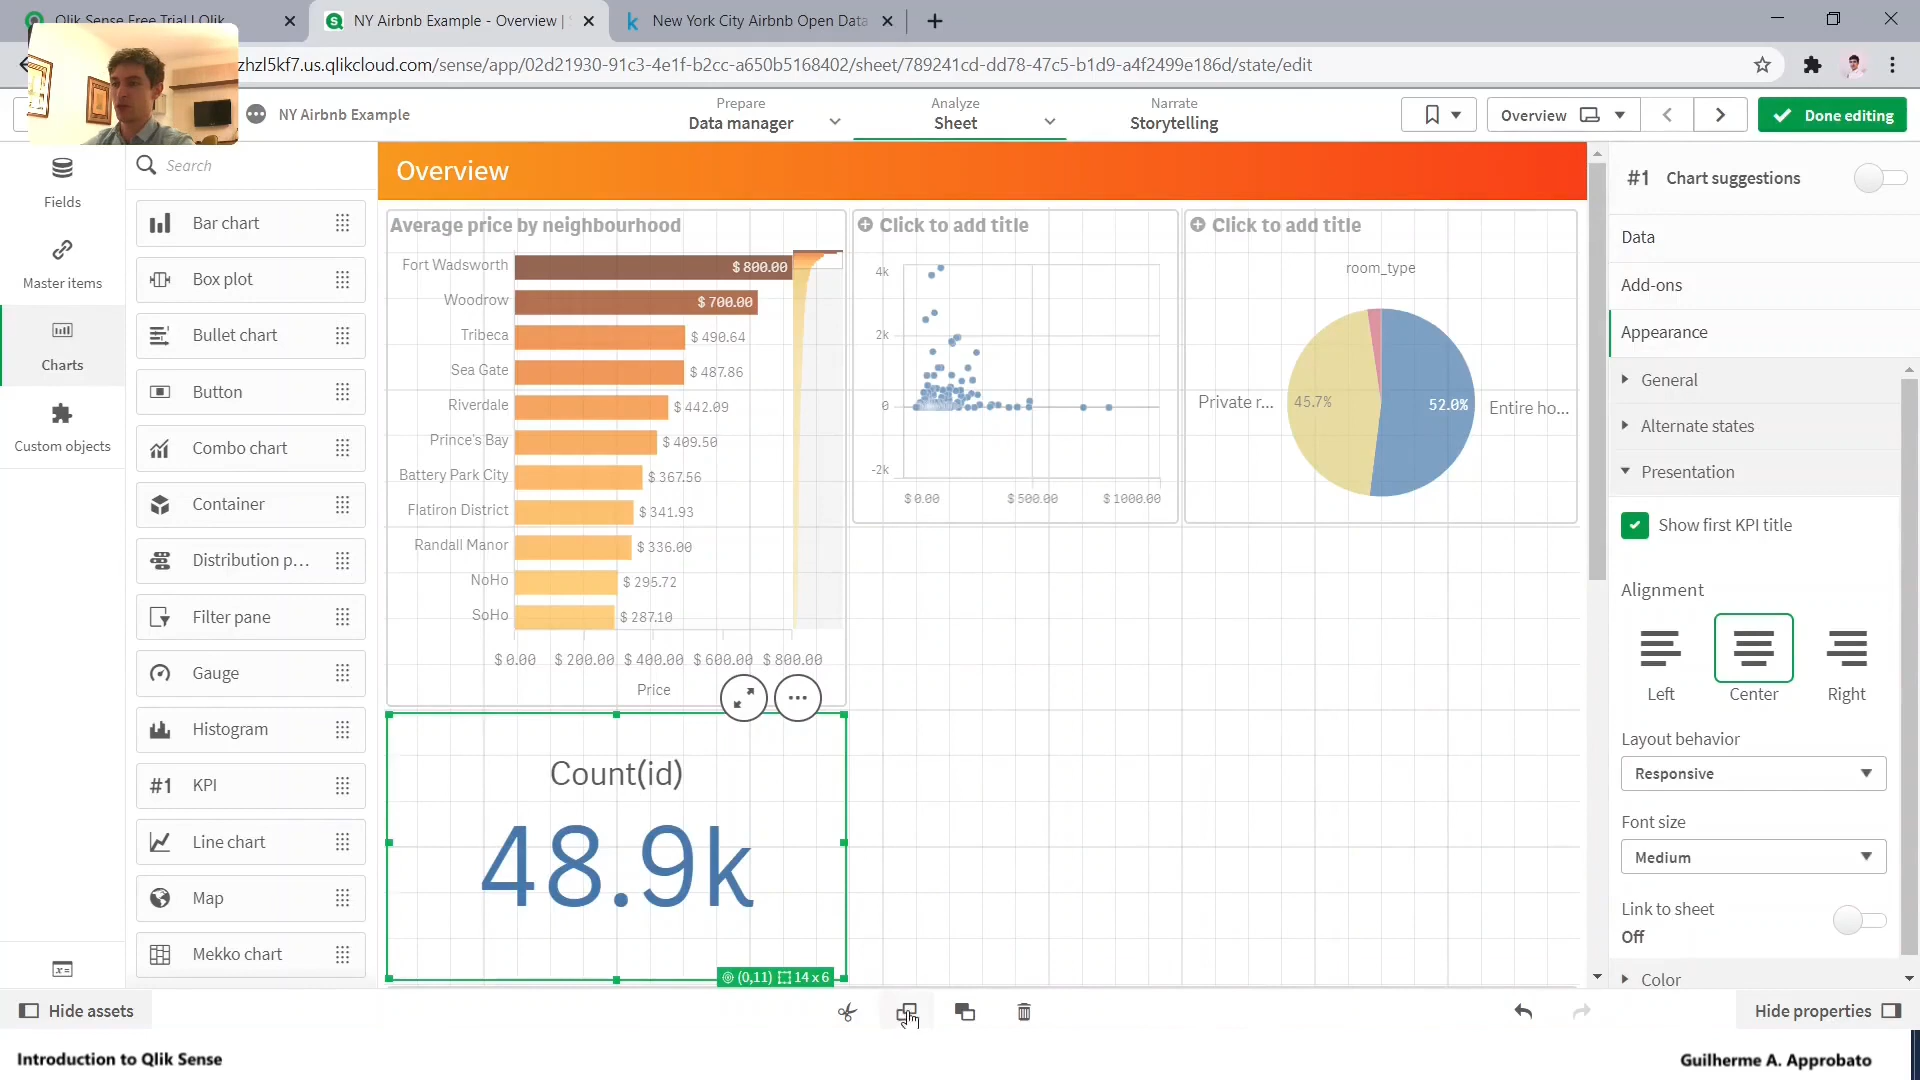 Qlik Sense Free Trial | Qlik
NY Airbnb Example - Overview |
New York City Airbnb Open Data
zhzl5kf7.us.qlikcloud.com/sense/app/02d21930-91c3-4e1f-b2cc-a650b5168402/sheet/789241cd-dd78-47c5-b1d9-a4f2499e186d/state/edit
NY Airbnb Example
Prepare
Data manager
Analyze
Sheet
Narrate
Storytelling
Overview
Done editing
Fields
Master items
Charts
Custom objects
Search
Bar chart
Box plot
Bullet chart
Button
Combo chart
Container
Distribution p...
Filter pane
Gauge
Histogram
#1 KPI
Line chart
Map
Mekko chart
Overview
Average price by neighbourhood
Fort Wadsworth $ 800.00
Woodrow $ 700.00
Tribeca $ 490.64
Sea Gate $ 487.86
Riverdale $ 442.09
Prince's Bay $ 409.50
Battery Park City $ 367.56
Flatiron District $ 341.93
Randall Manor $ 336.00
NoHo $ 295.72
SoHo $ 287.10
$ 0.00 $ 200.00 $ 400.00 $ 600.00 $ 800.00
Price
Click to add title
4k
2k
0
-2k
$ 0.00 $ 500.00 $ 1000.00
Click to add title
room_type
Private r... 45.7% 52.0% Entire ho...
Count(id)
48.9k
(0,11) 14 x 6
#1 Chart suggestions
Data
Add-ons
Appearance
General
Alternate states
Presentation
Show first KPI title
Alignment
Left Center Right
Layout behavior
Responsive
Font size
Medium
Link to sheet
Off
Color
Hide assets
Hide properties
Introduction to Qlik Sense
Guilherme A. Approbato